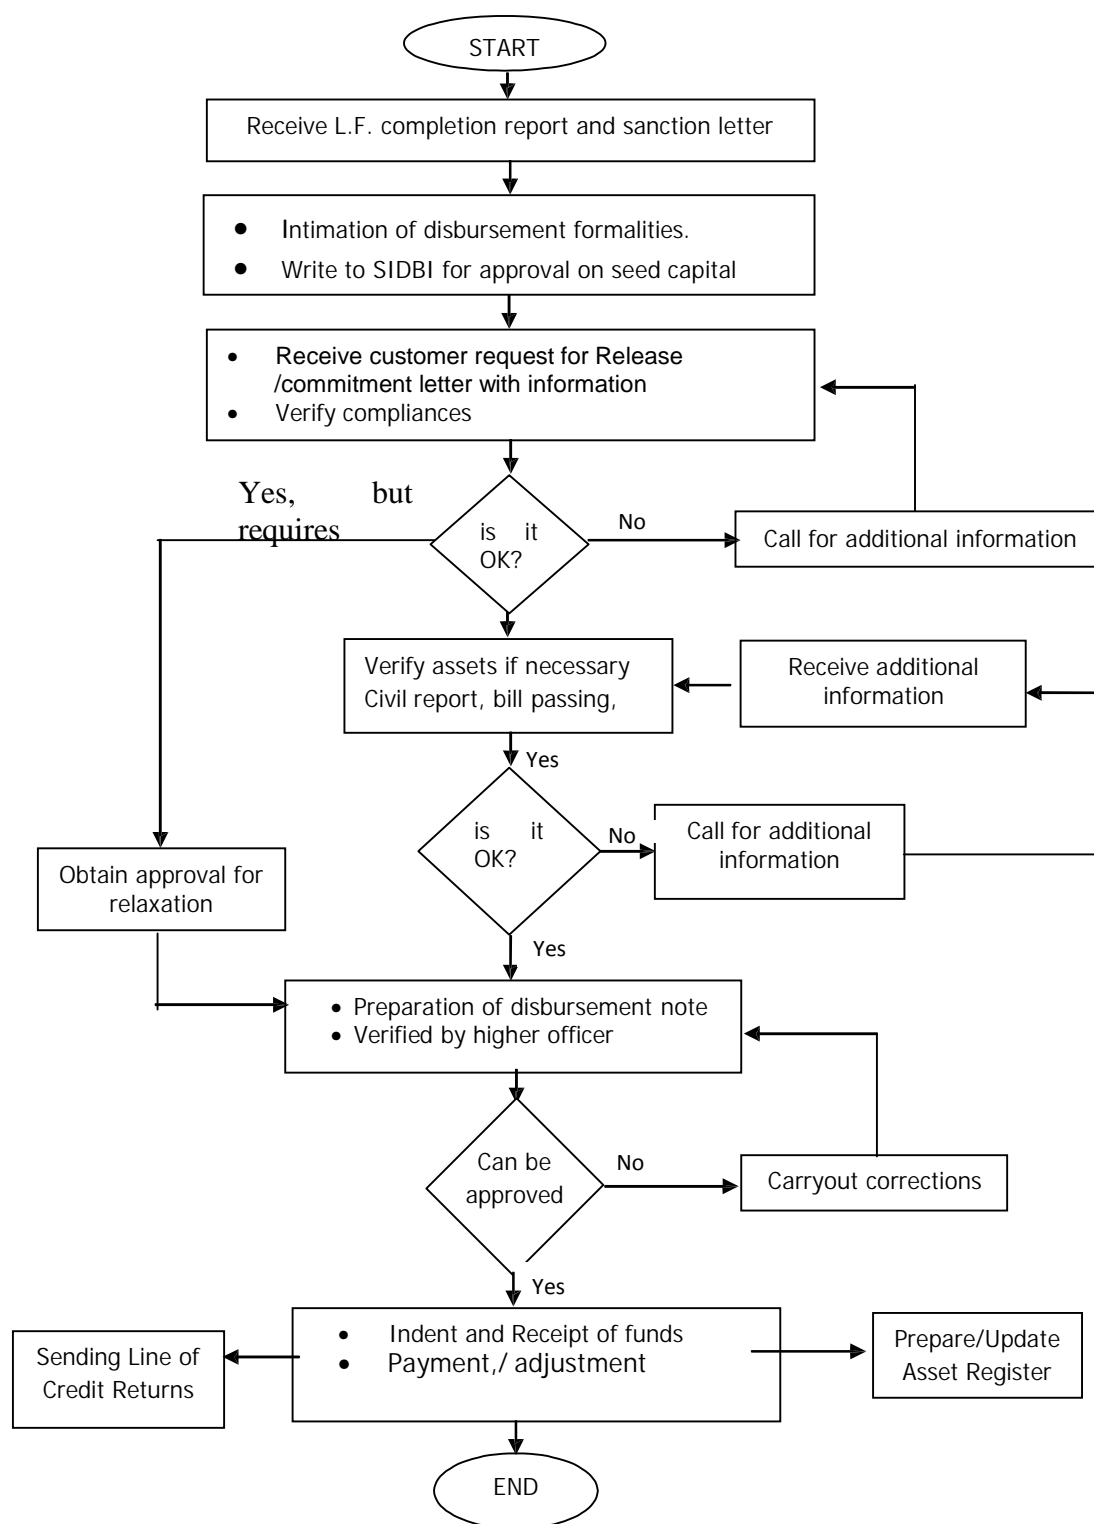 START
Receive L.F. completion report and sanction letter
● Intimation of disbursement formalities.
● Write to SIDBI for approval on seed capital
• Receive customer request for Release
/commitment letter with information
• Verify compliances
Yes, but
requires
is it
OK?
No
Call for additional information
Verify assets if necessary
Civil report, bill passing,
Receive additional
information
Yes
is it
OK?
No
Call for additional
information
Obtain approval for
relaxation
Yes
• Preparation of disbursement note
• Verified by higher officer
Can be
approved
No
Carryout corrections
Yes
• Indent and Receipt of funds
• Payment,/ adjustment
Sending Line of
Credit Returns
Prepare/Update
Asset Register
END